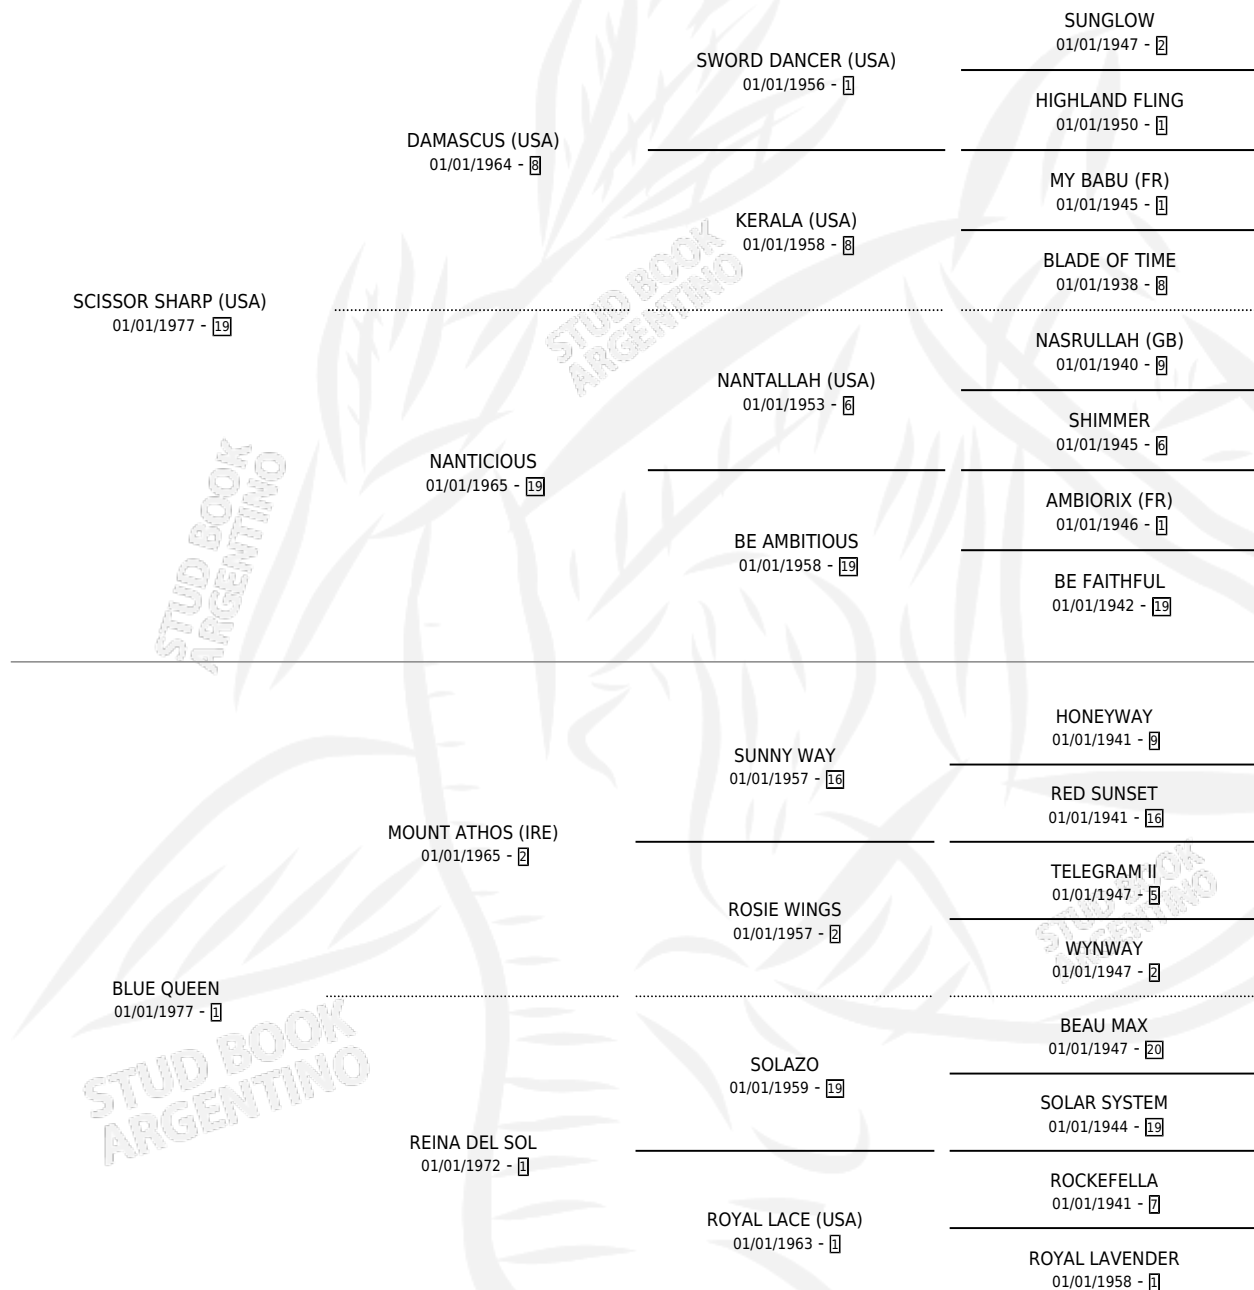 SUNGLOW
01/01/1947 - 2
SWORD DANCER (USA)
01/01/1956 - 1
HIGHLAND FLING
01/01/1950 - 1
DAMASCUS (USA)
01/01/1964 - 8
MY BABU (FR)
01/01/1945 - 1
KERALA (USA)
01/01/1958 - 8
BLADE OF TIME
01/01/1938 - 8
SCISSOR SHARP (USA)
01/01/1977 - 19
STUD BOOK
ARGENTINO
NASRULLAH (GB)
01/01/1940 - 9
NANTALLAH (USA)
01/01/1953 - 6
SHIMMER
01/01/1945 - 6
NANTICIOUS
01/01/1965 - 19
AMBIORIX (FR)
01/01/1946 - 1
BE AMBITIOUS
01/01/1958 - 19
BE FAITHFUL
01/01/1942 - 19
STUD BOOK
ARGENTINO
HONEYWAY
01/01/1941 - 9
SUNNY WAY
01/01/1957 - 16
RED SUNSET
01/01/1941 - 16
MOUNT ATHOS (IRE)
01/01/1965 - 2
TELEGRAM II
01/01/1947 - 5
ROSIE WINGS
01/01/1957 - 2
WYNWAY
01/01/1947 - 2
STUD BOOK
ARGENTINO
BLUE QUEEN
01/01/1977 - 1
BEAU MAX
01/01/1947 - 20
SOLAZO
01/01/1959 - 19
SOLAR SYSTEM
01/01/1944 - 19
STUD BOOK
ARGENTINO
REINA DEL SOL
01/01/1972 - 1
ROCKEFELLA
01/01/1941 - 7
ROYAL LACE (USA)
01/01/1963 - 1
ROYAL LAVENDER
01/01/1958 - 1